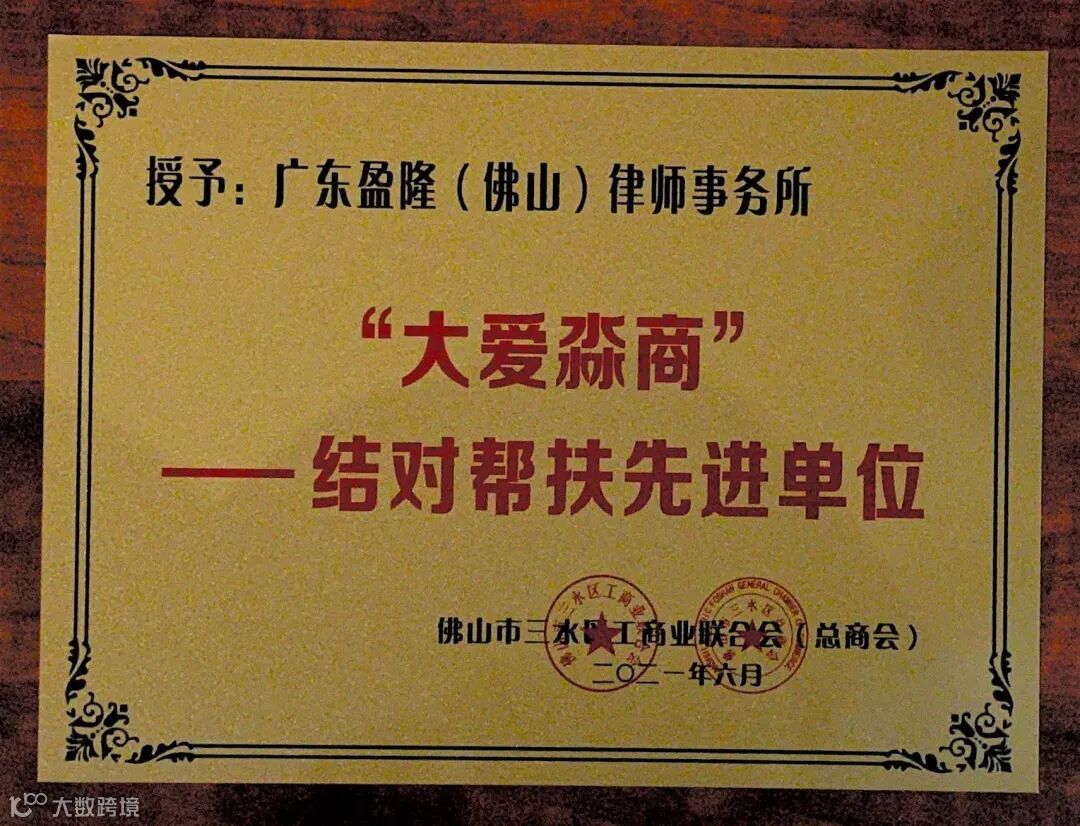 授予：广东盈隆（佛山）律师事务所
“大爱淼商”
——结对帮扶先进单位
佛山市三水区工商业联合会（总商会）
二〇二一年六月
大数跨境